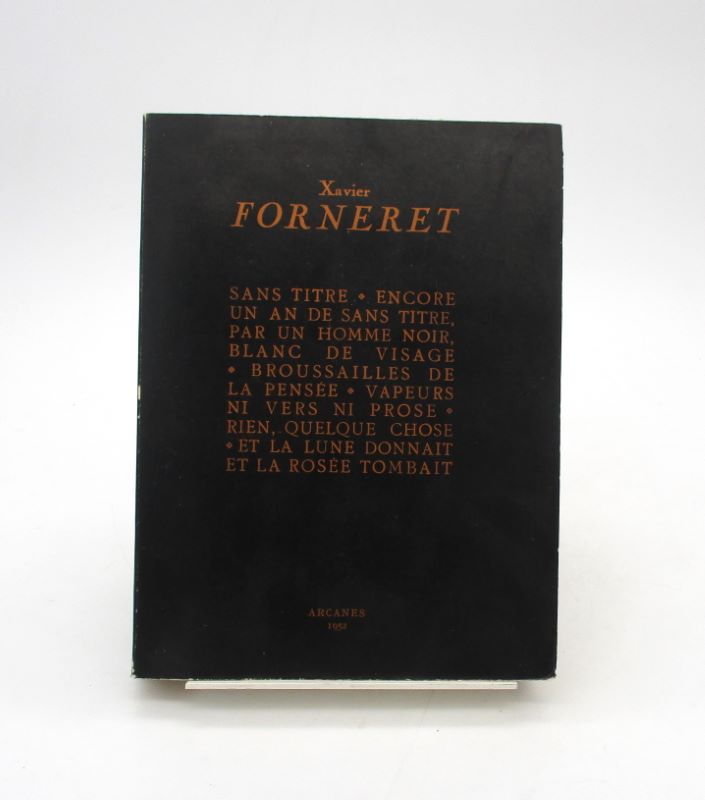 Xavier
FORNERET
SANS TITRE ❖ ENCORE
UN AN DE SANS TITRE,
PAR UN HOMME NOIR,
BLANC DE VISAGE
❖ BROUSSAILLES DE
LA PENSÉE ❖ VAPEURS
NI VERS NI PROSE ❖
RIEN, QUELQUE CHOSE
❖ ET LA LUNE DONNAIT
ET LA ROSÉE TOMBAIT
ARCANES
1952